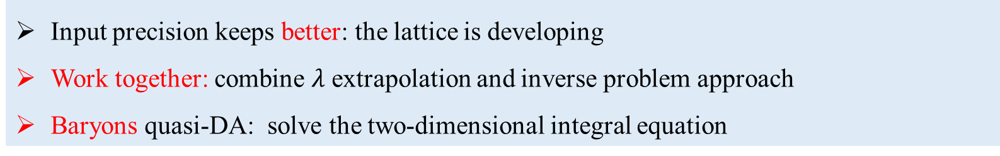 ➢ Input precision keeps better: the lattice is developing
➢ Work together: combine λ extrapolation and inverse problem approach
➢ Baryons quasi-DA: solve the two-dimensional integral equation